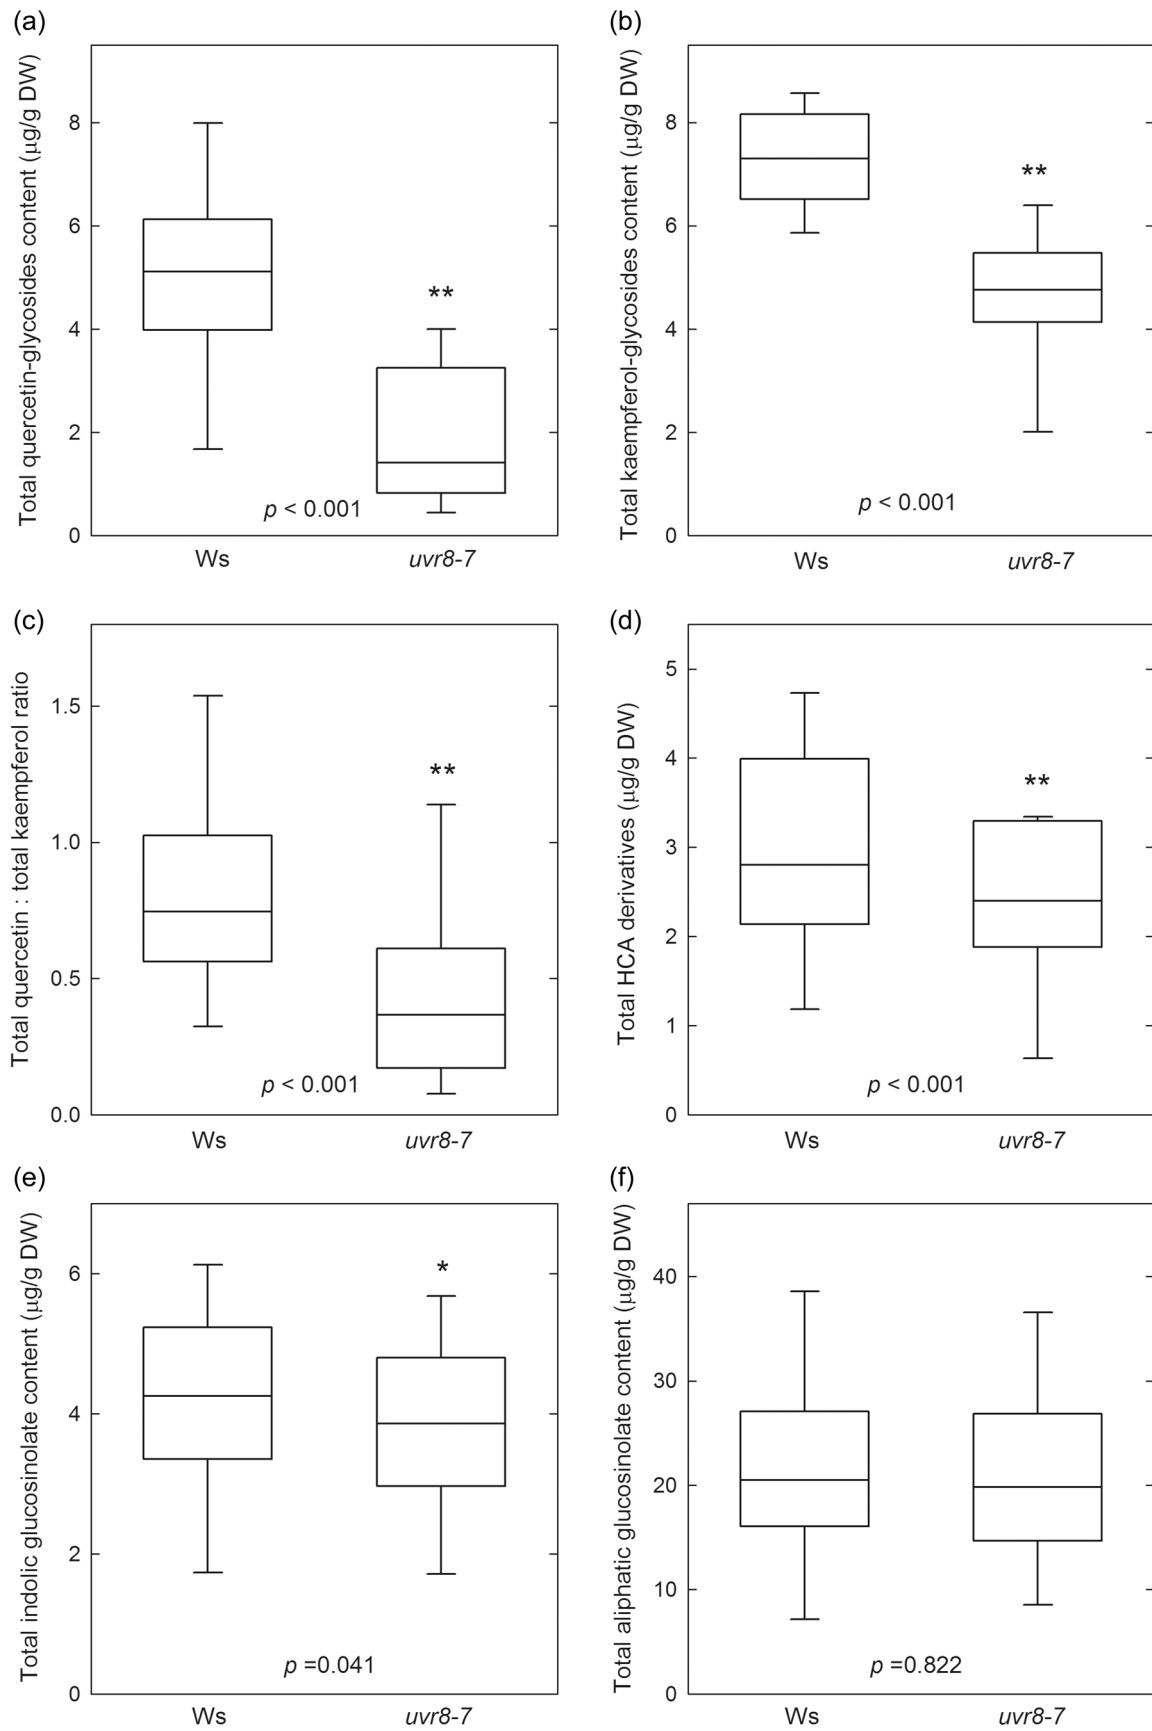 (a)
Total quercetin-glycosides content (μg/g DW)
8
6
4
2
0
**
p < 0.001
Ws
uvr8-7
(b)
Total kaempferol-glycosides content (μg/g DW)
8
6
4
2
0
**
p < 0.001
Ws
uvr8-7
(c)
Total quercetin : total kaempferol ratio
1.5
1.0
0.5
0.0
**
p < 0.001
Ws
uvr8-7
(d)
Total HCA derivatives (μg/g DW)
5
4
3
2
1
0
**
p < 0.001
Ws
uvr8-7
(e)
Total indolic glucosinolate content (μg/g DW)
6
4
2
0
*
p =0.041
Ws
uvr8-7
(f)
Total aliphatic glucosinolate content (μg/g DW)
40
30
20
10
0
p =0.822
Ws
uvr8-7